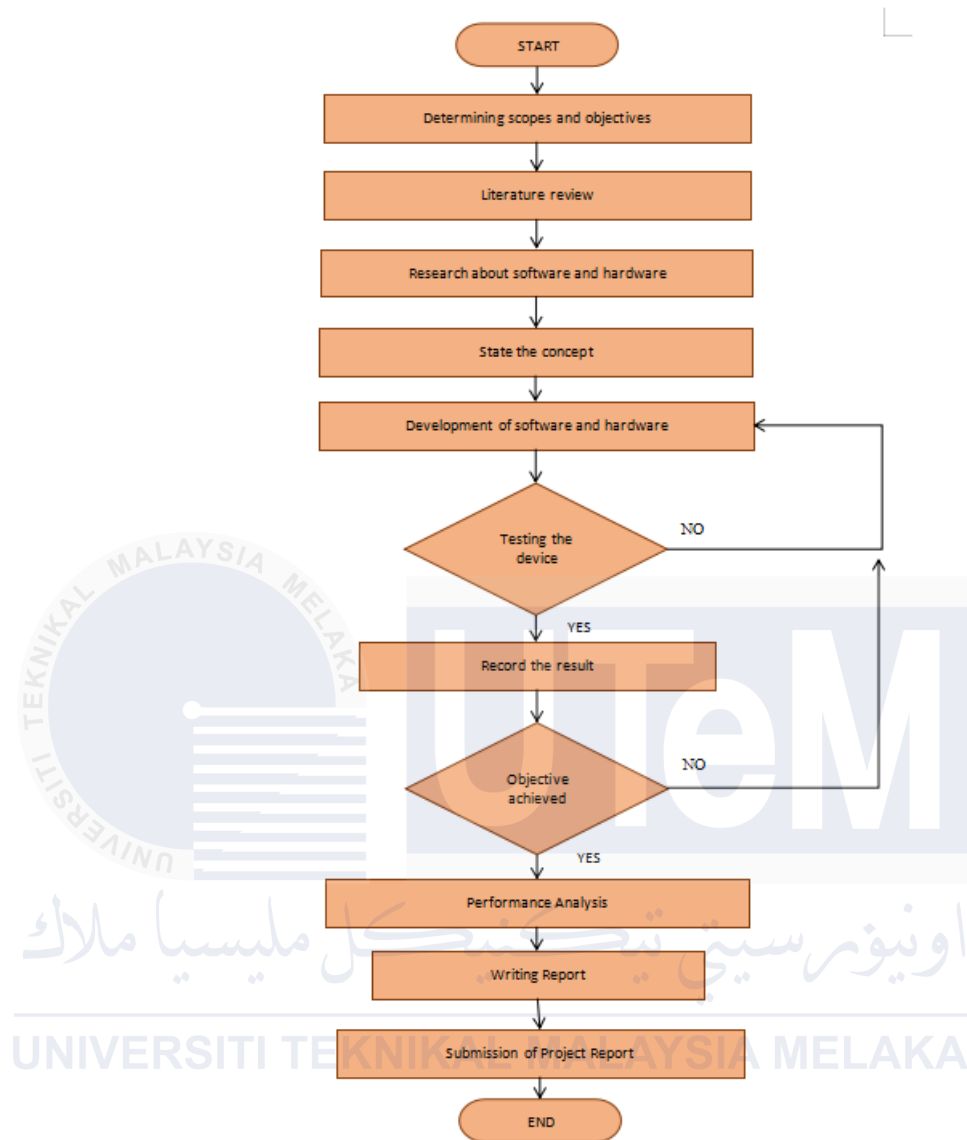 START
Determining scopes and objectives
Literature review
Research about software and hardware
State the concept
Development of software and hardware
Testing the
device
NO
YES
Record the result
Objective
achieved
NO
YES
Performance Analysis
Writing Report
Submission of Project Report
END
UNIVERSITI TEKNIKAL MALAYSIA MELAKA
UTeM
اونيۏرسيتي تيكنيكل مليسيا ملاك
UNIVERSITI TEKNIKAL MALAYSIA MELAKA